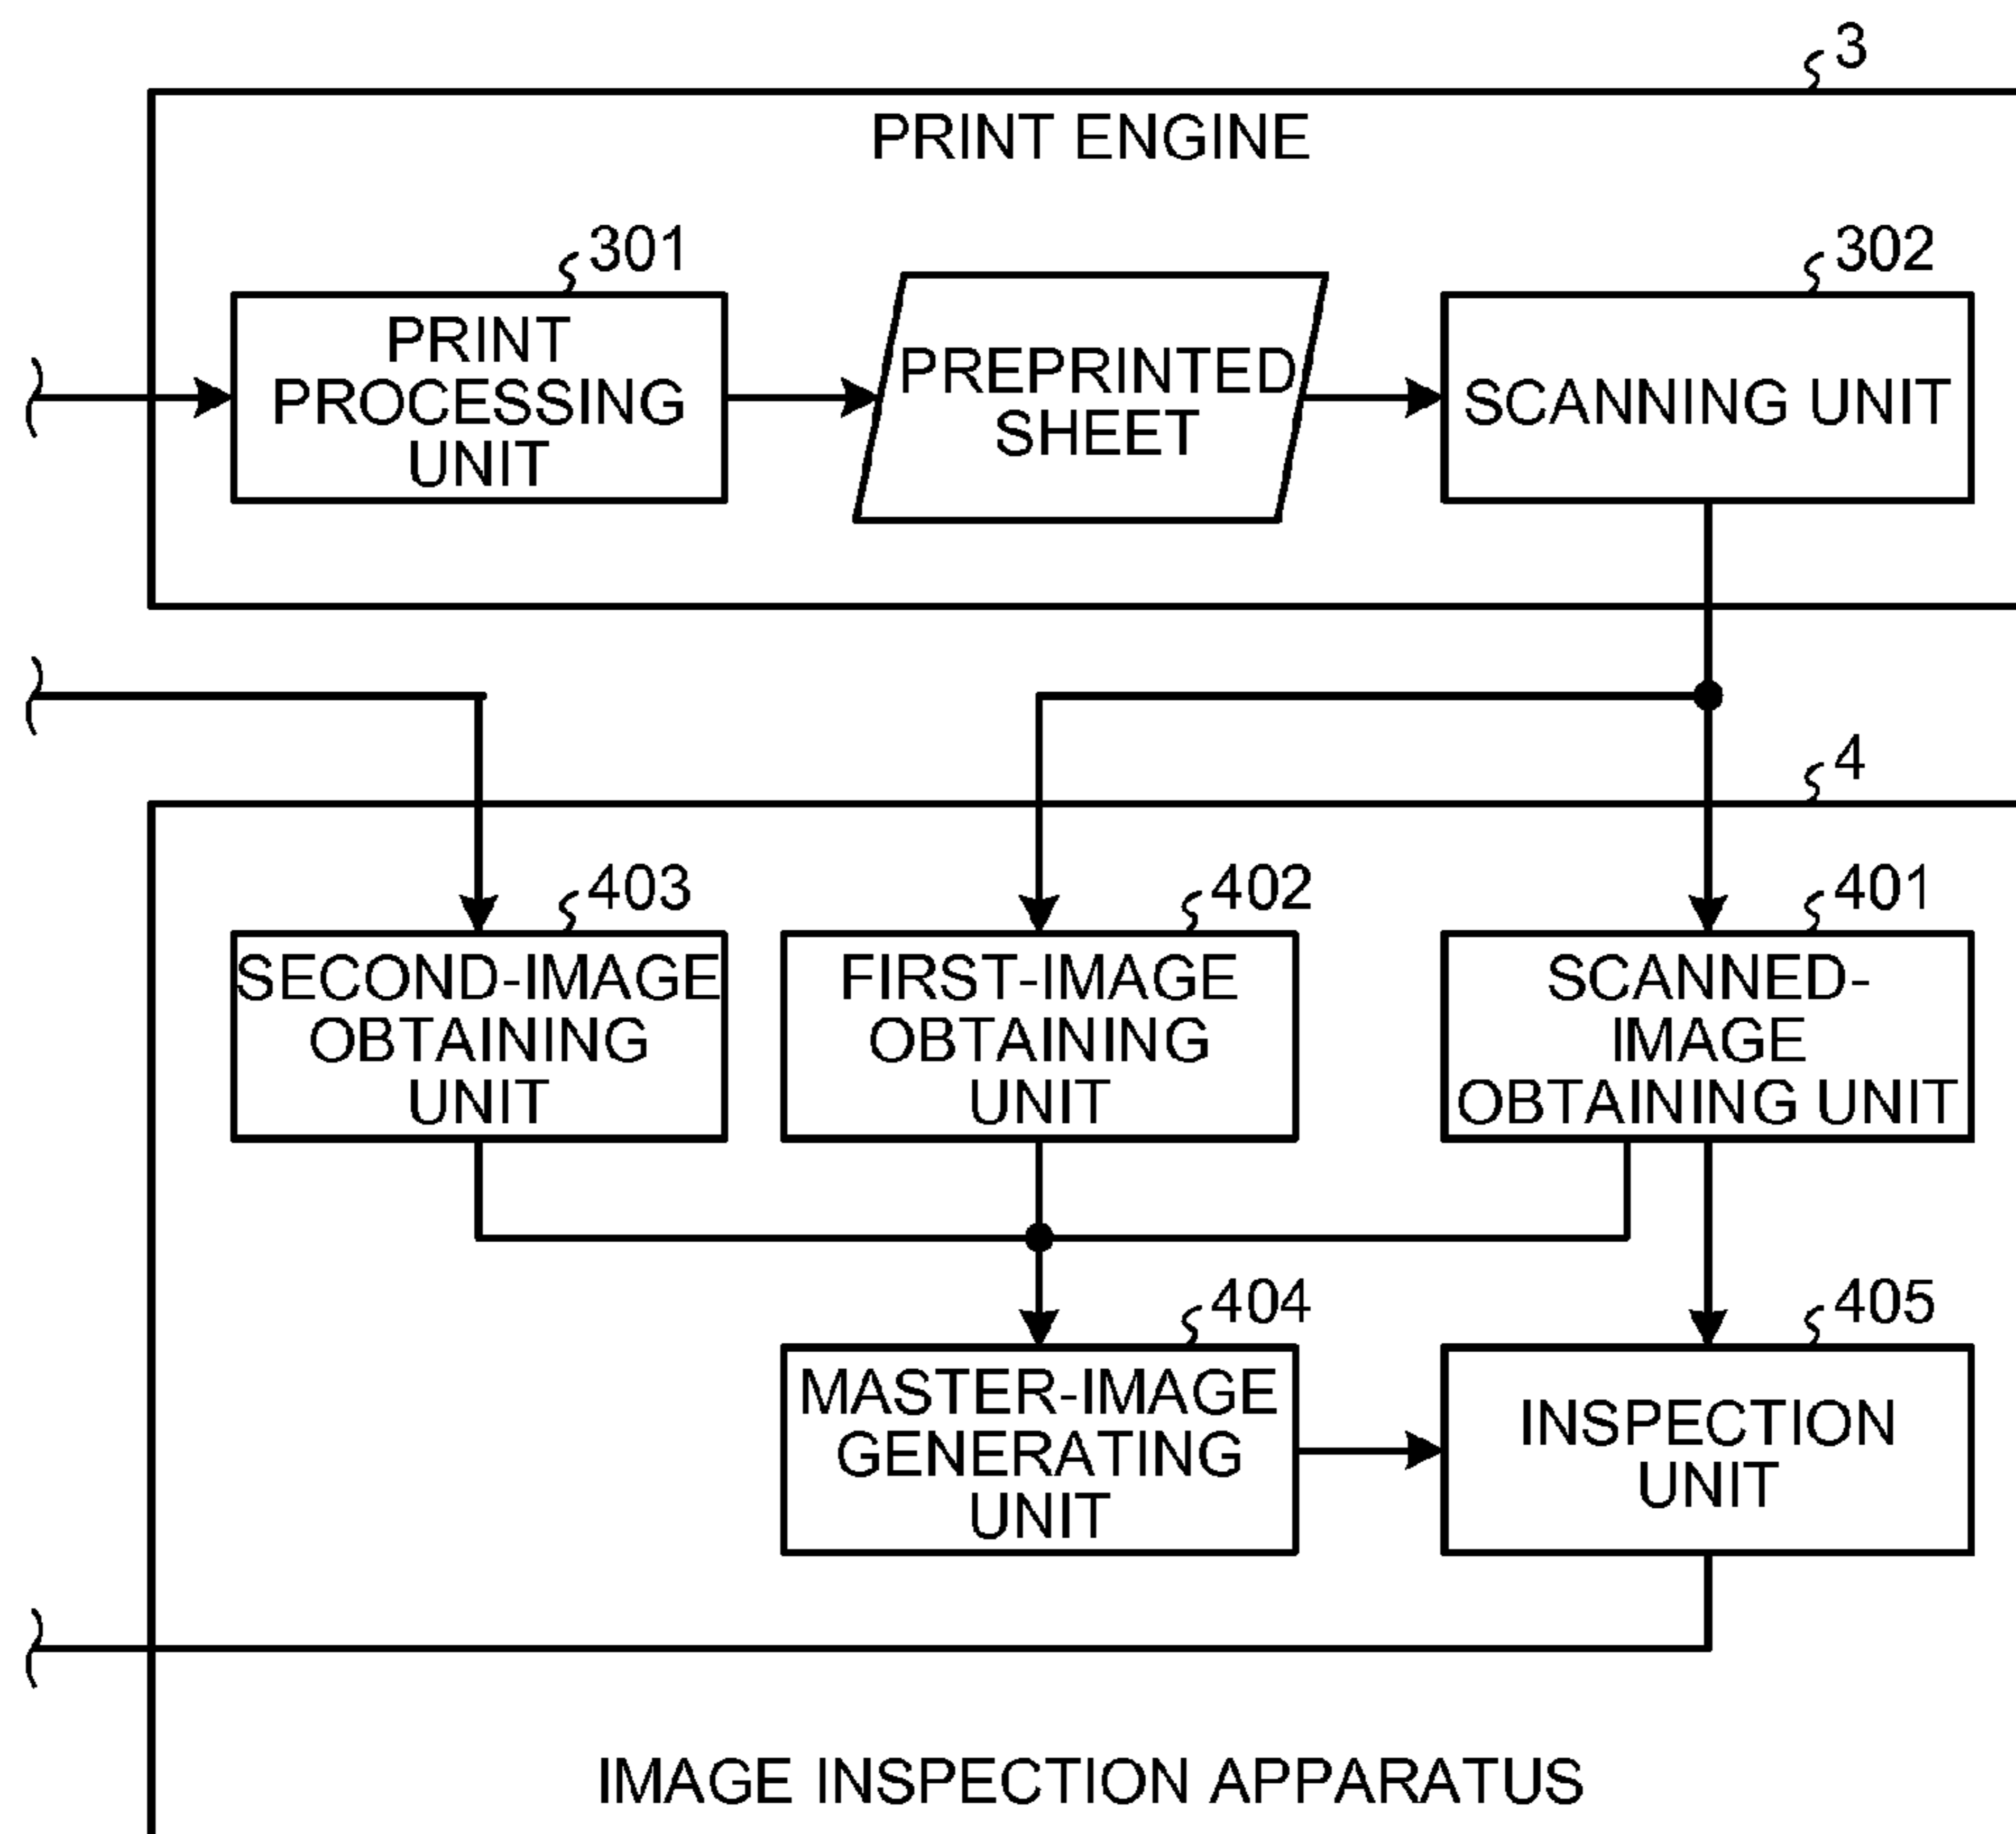 3
PRINT ENGINE
301
302
PRINT
PROCESSING
UNIT
PREPRINTED
SHEET
SCANNING UNIT
4
403
402
401
SECOND-IMAGE
OBTAINING
UNIT
FIRST-IMAGE
OBTAINING
UNIT
SCANNED-
IMAGE
OBTAINING UNIT
404
405
MASTER-IMAGE
GENERATING
UNIT
INSPECTION
UNIT
IMAGE INSPECTION APPARATUS